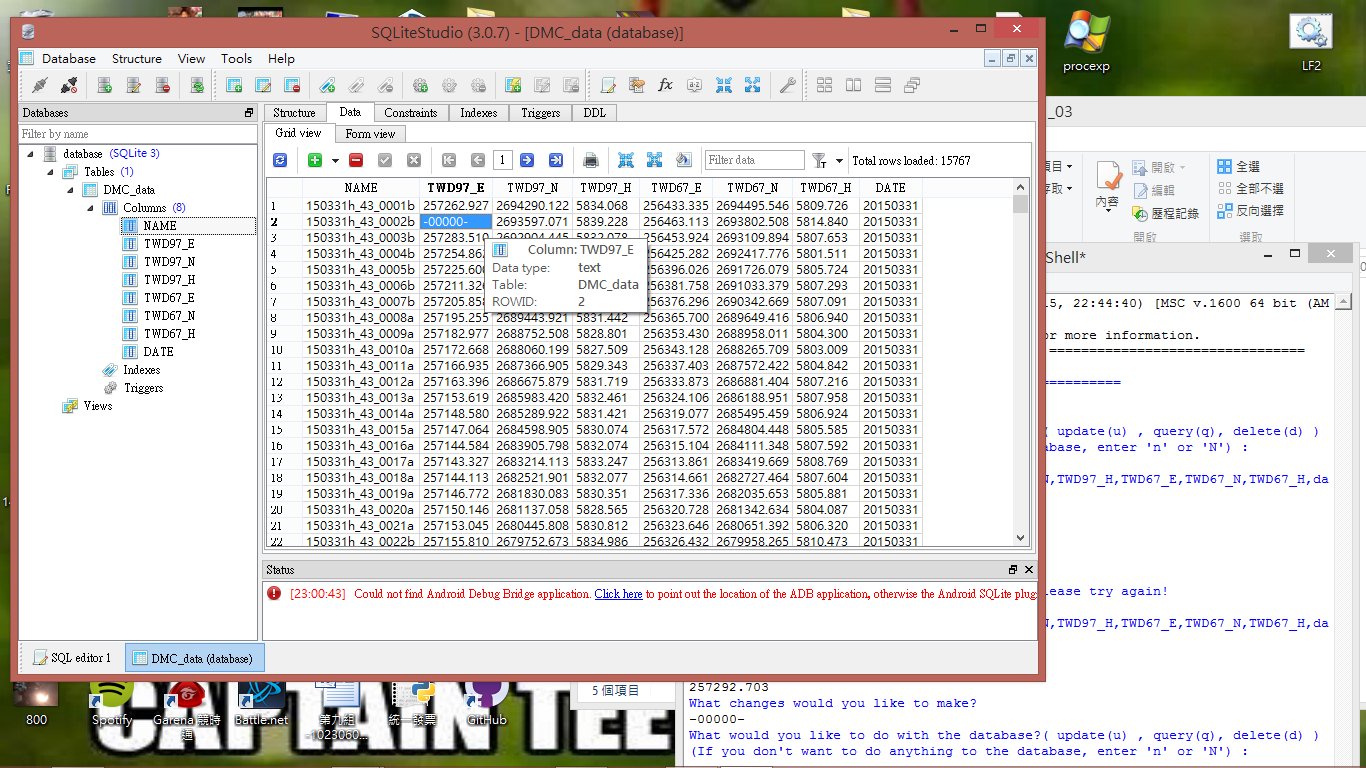 SQLiteStudio (3.0.7) - [DMC_data (database)]
Database Structure View Tools Help
Databases
Filter by name
database (SQLite 3)
Tables (1)
DMC_data
Columns (8)
NAME
TWD97_E
TWD97_N
TWD97_H
TWD67_E
TWD67_N
TWD67_H
DATE
Indexes
Triggers
Views
Structure Data Constraints Indexes Triggers DDL
Grid view Form view
1 Filter data Total rows loaded: 15767
NAME TWD97_E TWD97_N TWD97_H TWD67_E TWD67_N TWD67_H DATE
1 150331h_43_0001b 257262.927 2694290.122 5834.068 256433.335 2694495.546 5809.726 20150331
2 150331h_43_0002b -00000- 2693597.071 5839.228 256463.113 2693802.508 5814.840 20150331
3 150331h_43_0003b 257283.510 256453.924 2693109.894 5807.653 20150331
4 150331h_43_0004b 257254.862 256425.282 2692417.776 5801.511 20150331
5 150331h_43_0005b 257225.600 256396.026 2691726.079 5805.724 20150331
6 150331h_43_0006b 257211.326 256381.758 2691033.379 5807.293 20150331
7 150331h_43_0007b 257205.858 256376.296 2690342.669 5807.091 20150331
8 150331h_43_0008a 257195.255 2689443.921 5831.442 256365.700 2689649.416 5806.940 20150331
9 150331h_43_0009a 257182.977 2688752.508 5828.801 256353.430 2688958.011 5804.300 20150331
10 150331h_43_0010a 257172.668 2688060.199 5827.509 256343.128 2688265.709 5803.009 20150331
11 150331h_43_0011a 257166.935 2687366.905 5829.343 256337.403 2687572.422 5804.842 20150331
12 150331h_43_0012a 257163.396 2686675.879 5831.719 256333.873 2686881.404 5807.216 20150331
13 150331h_43_0013a 257153.619 2685983.420 5832.461 256324.106 2686188.951 5807.958 20150331
14 150331h_43_0014a 257148.580 2685289.922 5831.421 256319.077 2685495.459 5806.924 20150331
15 150331h_43_0015a 257147.064 2684598.905 5830.074 256317.572 2684804.448 5805.585 20150331
16 150331h_43_0016a 257144.584 2683905.798 5832.074 256315.104 2684111.348 5807.592 20150331
17 150331h_43_0017a 257143.327 2683214.113 5833.247 256313.861 2683419.669 5808.769 20150331
18 150331h_43_0018a 257144.113 2682521.901 5832.077 256314.661 2682727.464 5807.604 20150331
19 150331h_43_0019a 257146.772 2681830.083 5830.351 256317.336 2682035.653 5805.881 20150331
20 150331h_43_0020a 257150.146 2681137.058 5828.565 256320.728 2681342.634 5804.087 20150331
21 150331h_43_0021a 257153.045 2680445.808 5830.812 256323.646 2680651.392 5806.320 20150331
22 150331h_43_0022b 257155.810 2679752.673 5834.986 256326.432 2679958.265 5810.473 20150331
Column: TWD97_E
Data type: text
Table: DMC_data
ROWID: 2
Status
[23:00:43] Could not find Android Debug Bridge application. Click here to point out the location of the ADB application, otherwise the Android SQLite plug
SQL editor 1 DMC_data (database)
procexp
LF2
_03
內容
開啟
編輯
歷程記錄
開啟
全選
全部不選
反向選擇
選取
Shell*
15, 22:44:40) [MSC v.1600 64 bit (AM
or more information.
===============================
==========
( update(u) , query(q), delete(d) )
abase, enter 'n' or 'N') :
N,TWD97_H,TWD67_E,TWD67_N,TWD67_H,da
lease try again!
N,TWD97_H,TWD67_E,TWD67_N,TWD67_H,da
257292.703
What changes would you like to make?
-00000-
What would you like to do with the database?( update(u) , query(q), delete(d) )
(If you don't want to do anything to the database, enter 'n' or 'N') :
5 個項目
800
Spotify
Garena 競時通
Battle.net
第九組
-1023060...
統一發票
GitHub
CAPTAIN TEE